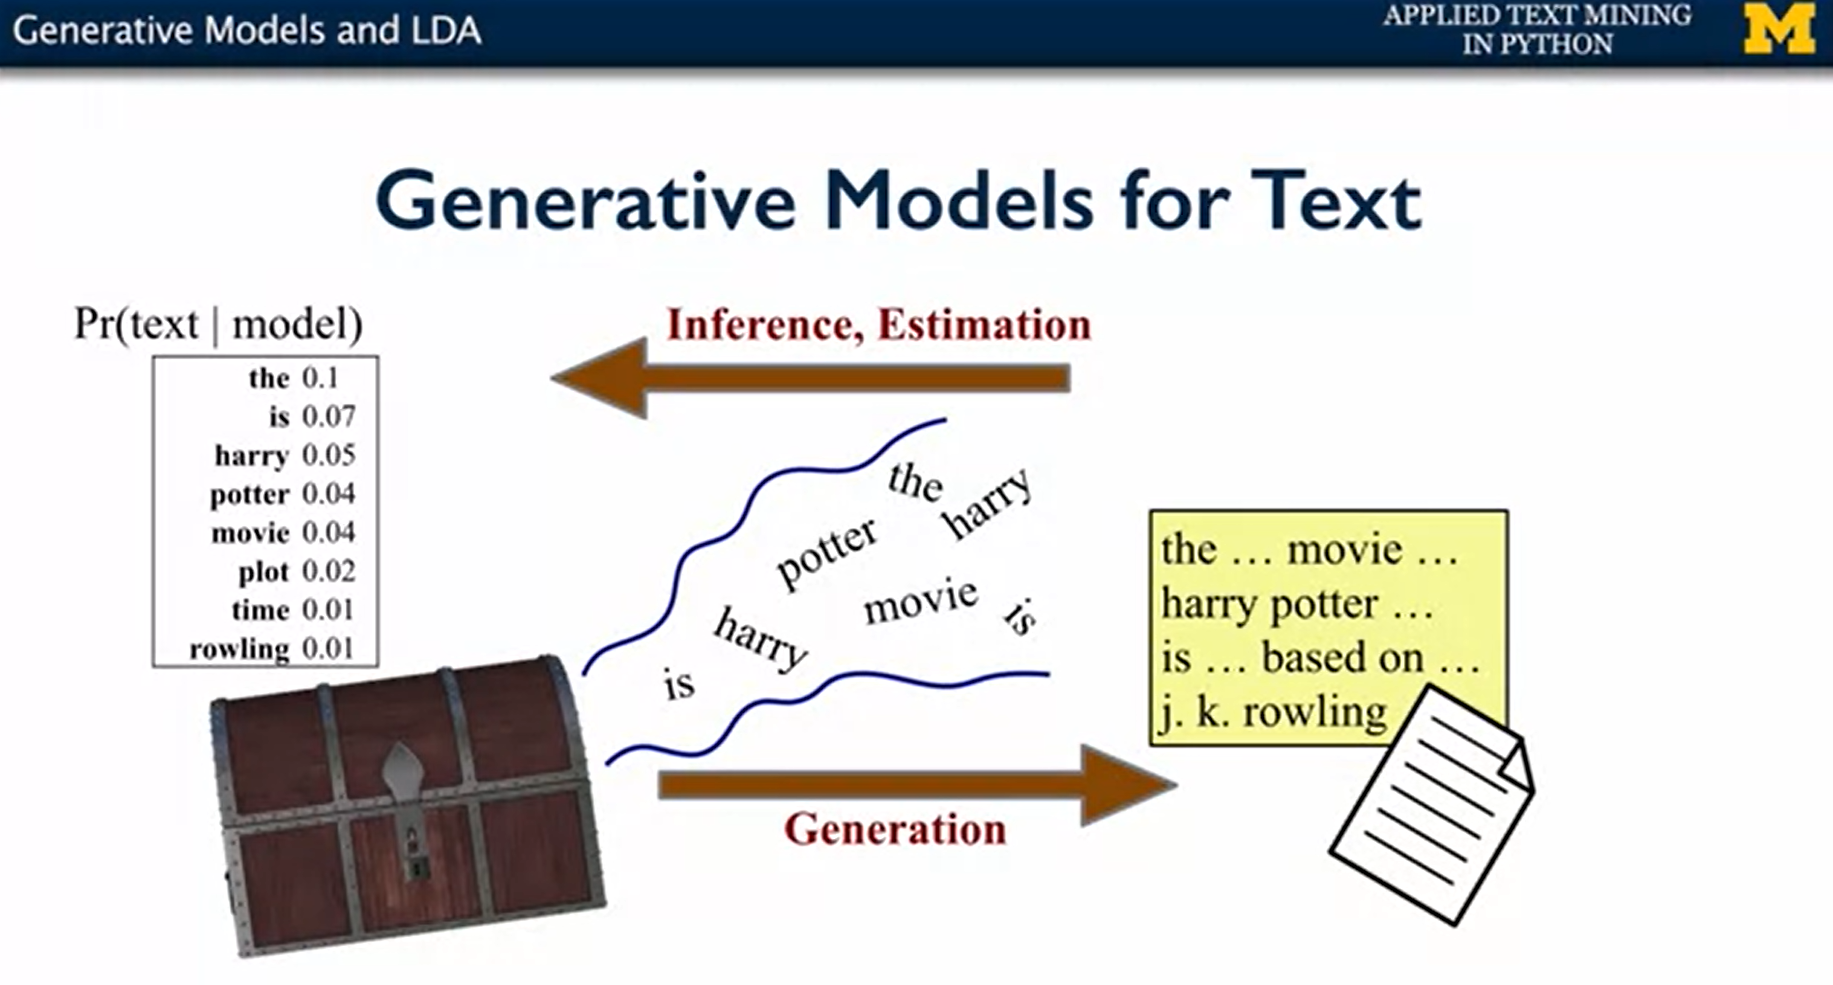 Generative Models and LDA
APPLIED TEXT MINING
IN PYTHON
M
Generative Models for Text
Pr(text | model)
the 0.1
is 0.07
harry 0.05
potter 0.04
movie 0.04
plot 0.02
time 0.01
rowling 0.01
Inference, Estimation
the
harry
potter
movie
is
harry
is
the … movie …
harry potter …
is … based on …
j. k. rowling
Generation